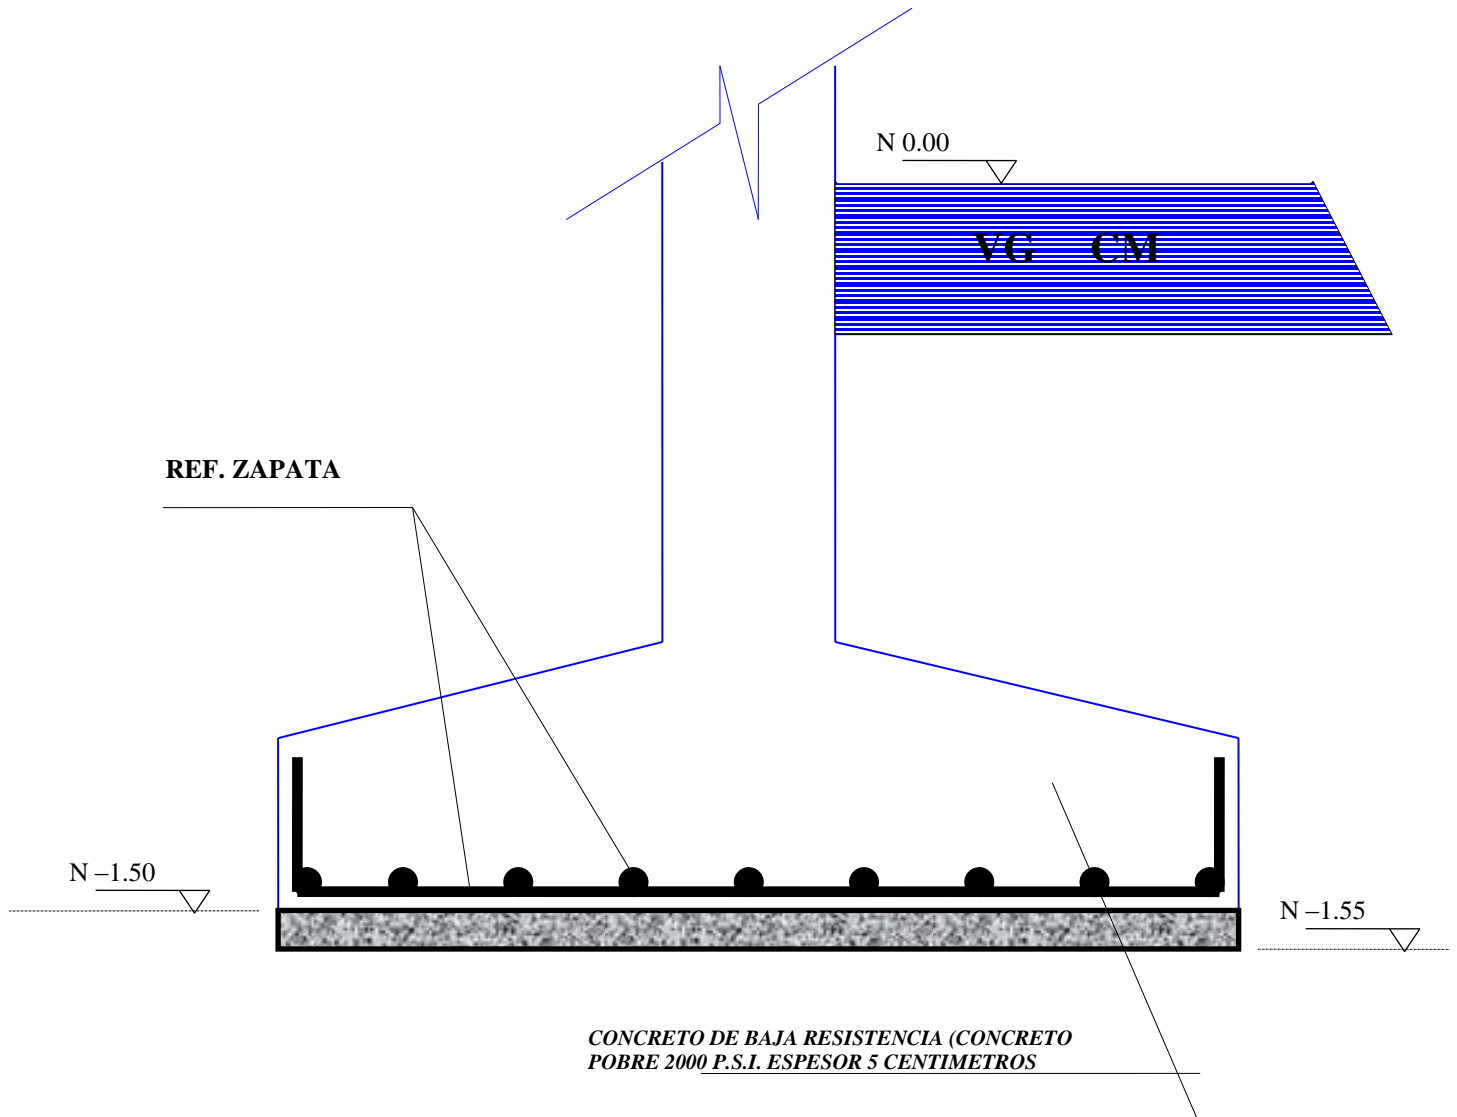 N 0.00
VG CM
REF. ZAPATA
N –1.50
N –1.55
CONCRETO DE BAJA RESISTENCIA (CONCRETO
POBRE 2000 P.S.I. ESPESOR 5 CENTIMETROS